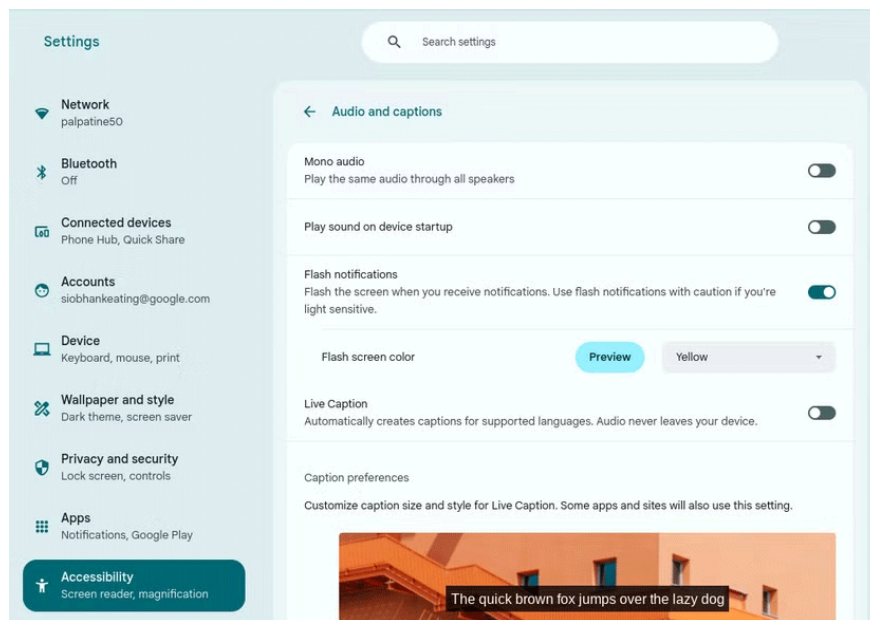 Settings
Search settings
Network
palpatine50
Bluetooth
Off
Connected devices
Phone Hub, Quick Share
Accounts
siobhankeating@google.com
Device
Keyboard, mouse, print
Wallpaper and style
Dark theme, screen saver
Privacy and security
Lock screen, controls
Apps
Notifications, Google Play
Accessibility
Screen reader, magnification
Audio and captions
Mono audio
Play the same audio through all speakers
Play sound on device startup
Flash notifications
Flash the screen when you receive notifications. Use flash notifications with caution if you're
light sensitive.
Flash screen color
Preview
Yellow
Live Caption
Automatically creates captions for supported languages. Audio never leaves your device.
Caption preferences
Customize caption size and style for Live Caption. Some apps and sites will also use this setting.
The quick brown fox jumps over the lazy dog